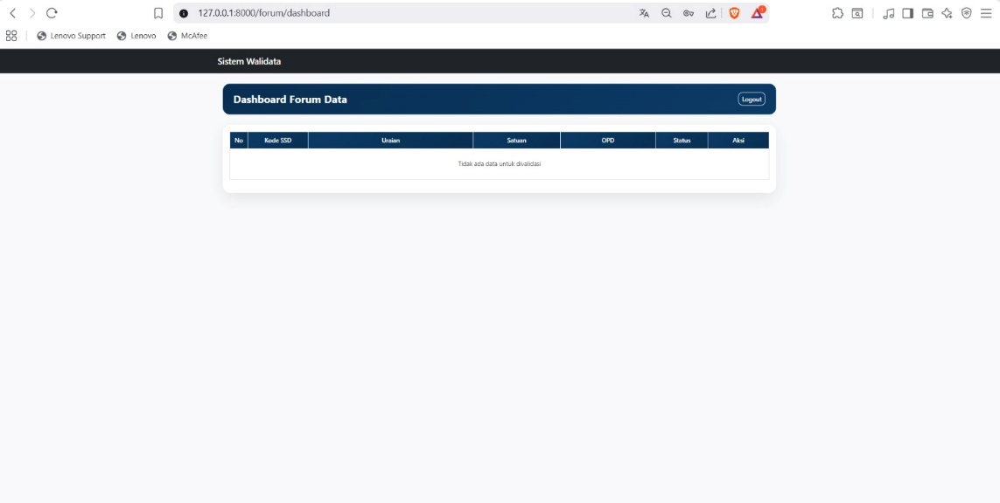 127.0.0.1:8000/forum/dashboard
1
Lenovo Support
Lenovo
McAfee
Sistem Walidata
Dashboard Forum Data
Logout
No Kode SSD Uraian Satuan OPD Status Aksi
Tidak ada data untuk divalidasi